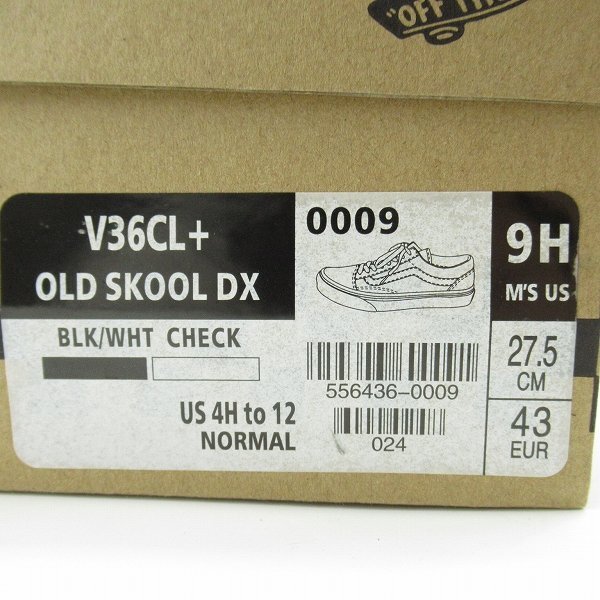 "OFF TH
V36CL+
OLD SKOOL DX
BLK/WHT CHECK
US 4H to 12
NORMAL
0009
556436-0009
024
9H
M'S US
27.5
CM
43
EUR